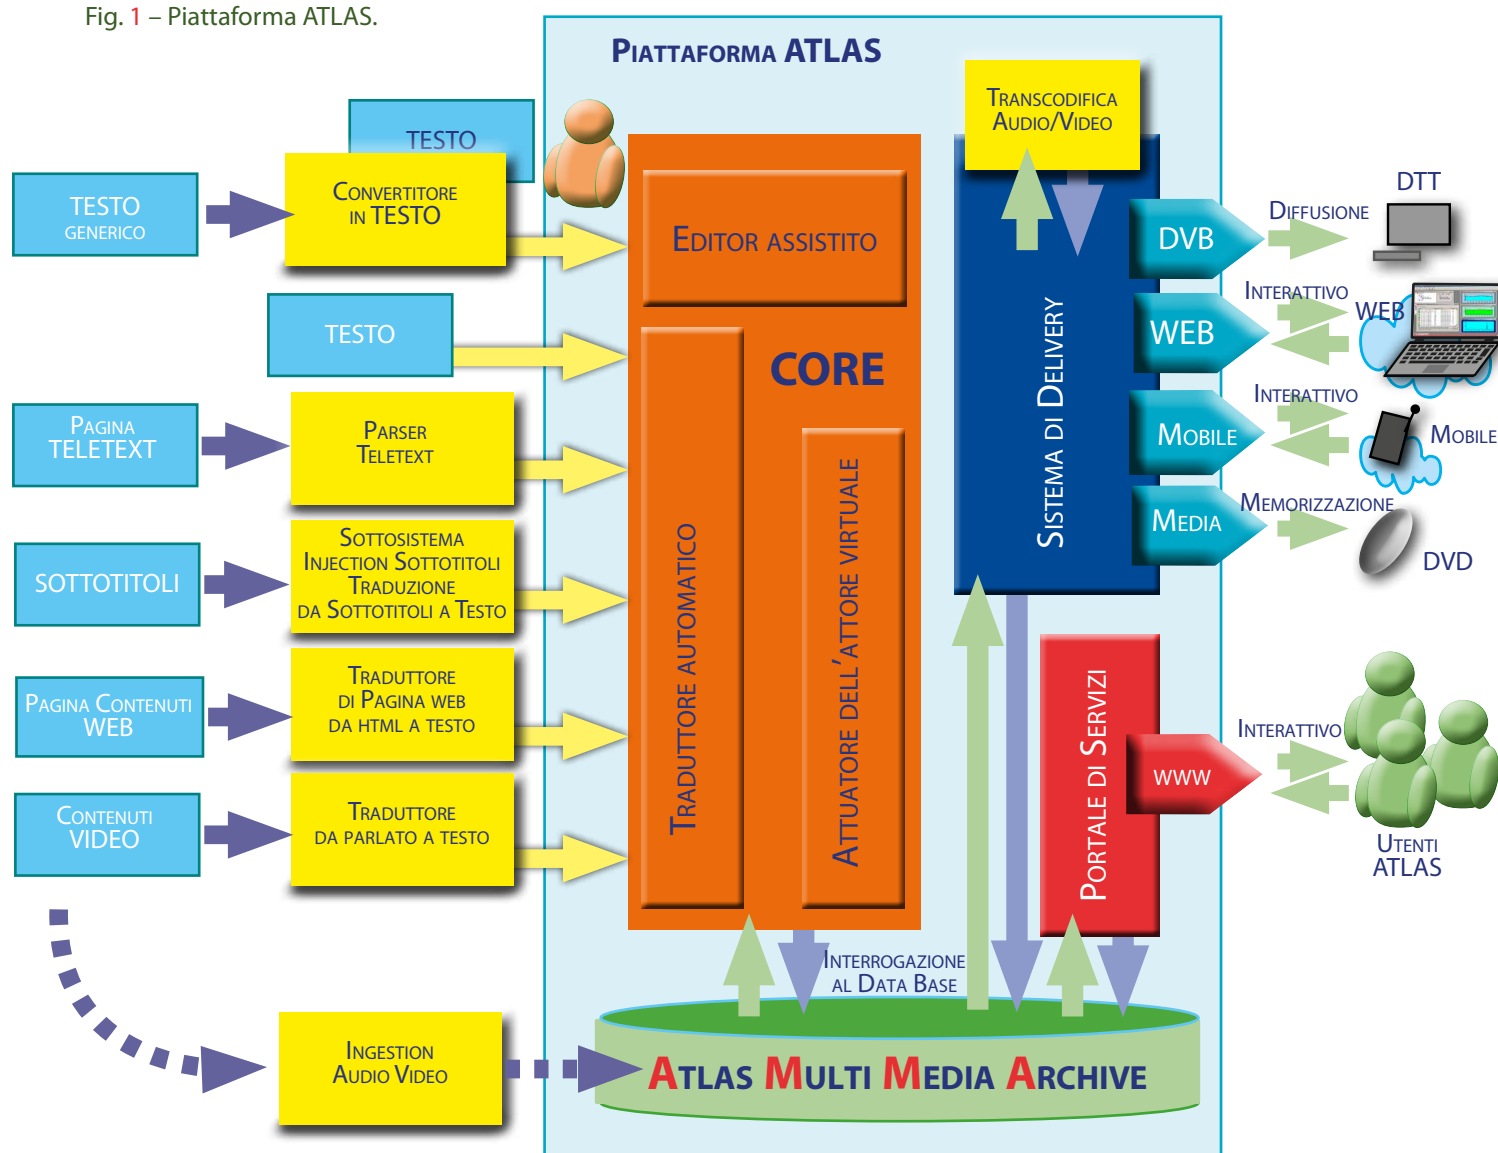 Fig. 1 – Piattaforma ATLAS.
Piattaforma ATLAS
Transcodifica
Audio/Video
TESTO
Convertitore
in TESTO
TESTO
generico
Editor assistito
DVB
Diffusione
DTT
TESTO
CORE
Sistema di Delivery
WEB
Interattivo
WEB
Pagina
TELETEXT
Parser
Teletext
Mobile
Interattivo
Mobile
Media
Memorizzazione
DVD
SOTTOTITOLI
Sottosistema
Injection Sottotitoli
Traduzione
da Sottotitoli a Testo
Traduttore automatico
Attuatore dell'attore virtuale
Pagina Contenuti
WEB
Traduttore
di Pagina web
da html a testo
Portale di Servizi
www
Interattivo
Utenti
ATLAS
Contenuti
VIDEO
Traduttore
da parlato a testo
Interrogazione
al Data Base
Ingestion
Audio Video
Atlas Multi Media Archive